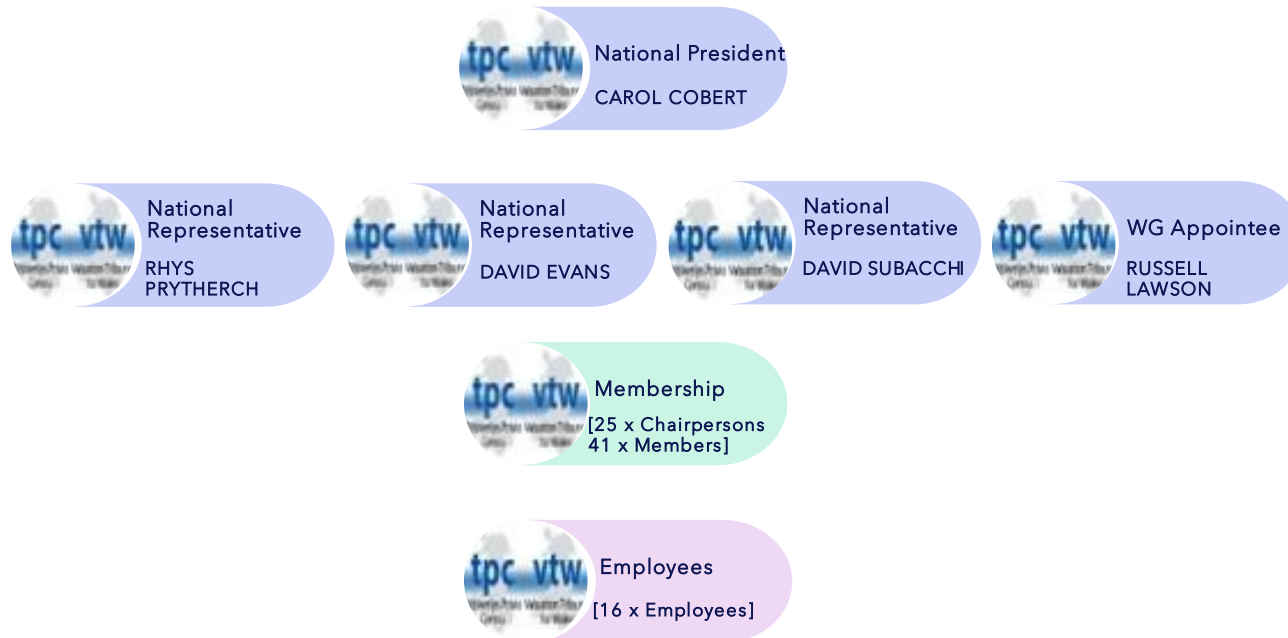 tpc vtw
National President
CAROL COBERT
tpc vtw
National
Representative
RHYS
PRYTHERCH
tpc vtw
National
Representative
DAVID EVANS
tpc vtw
National
Representative
DAVID SUBACCHI
tpc vtw
WG Appointee
RUSSELL
LAWSON
tpc vtw
Membership
[25 x Chairpersons
41 x Members]
tpc vtw
Employees
[16 x Employees]